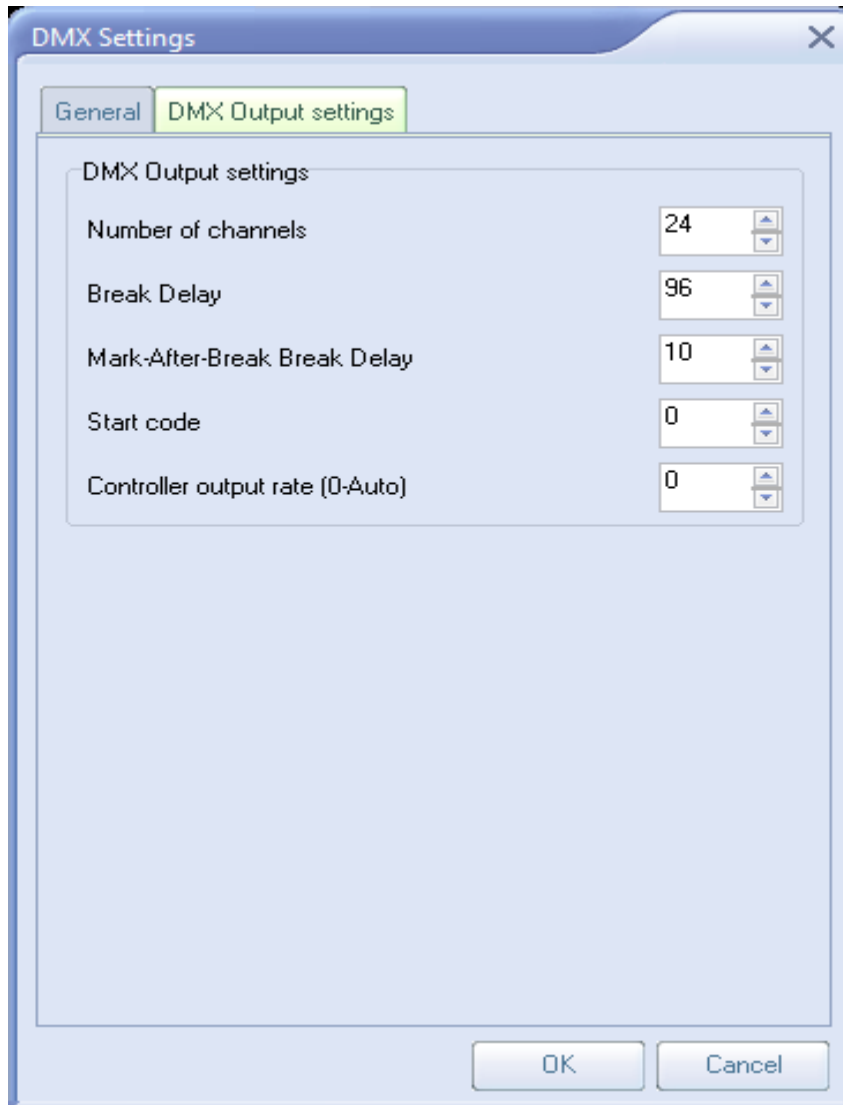 DMX Settings
General DMX Output settings
DMX Output settings
Number of channels 24
Break Delay 96
Mark-After-Break Break Delay 10
Start code 0
Controller output rate (0-Auto) 0
OK Cancel